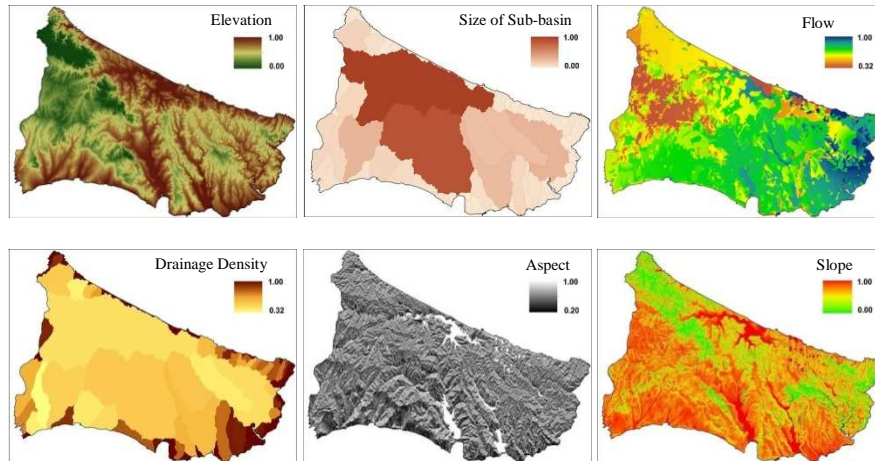 Elevation
1.00
0.00
Size of Sub-basin
1.00
0.00
Flow
1.00
0.32
Drainage Density
1.00
0.32
Aspect
1.00
0.20
Slope
1.00
0.00